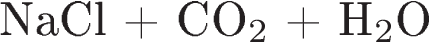 NaCl + CO₂ + H₂O